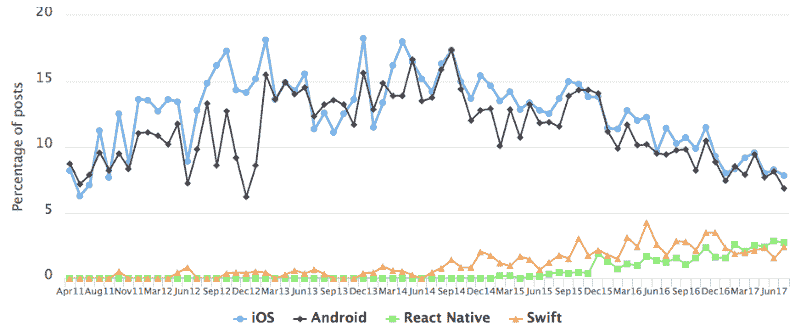 20
15
10
5
0
Percentage of posts
Apr11 Aug11 Nov11 Mar12 Jun12 Sep12 Dec12 Mar13 Jun13 Sep13 Dec13 Mar14 Jun14 Sep14 Dec14 Mar15 Jun15 Sep15 Dec15 Mar16 Jun16 Sep16 Dec16 Mar17 Jun17
iOS Android React Native Swift